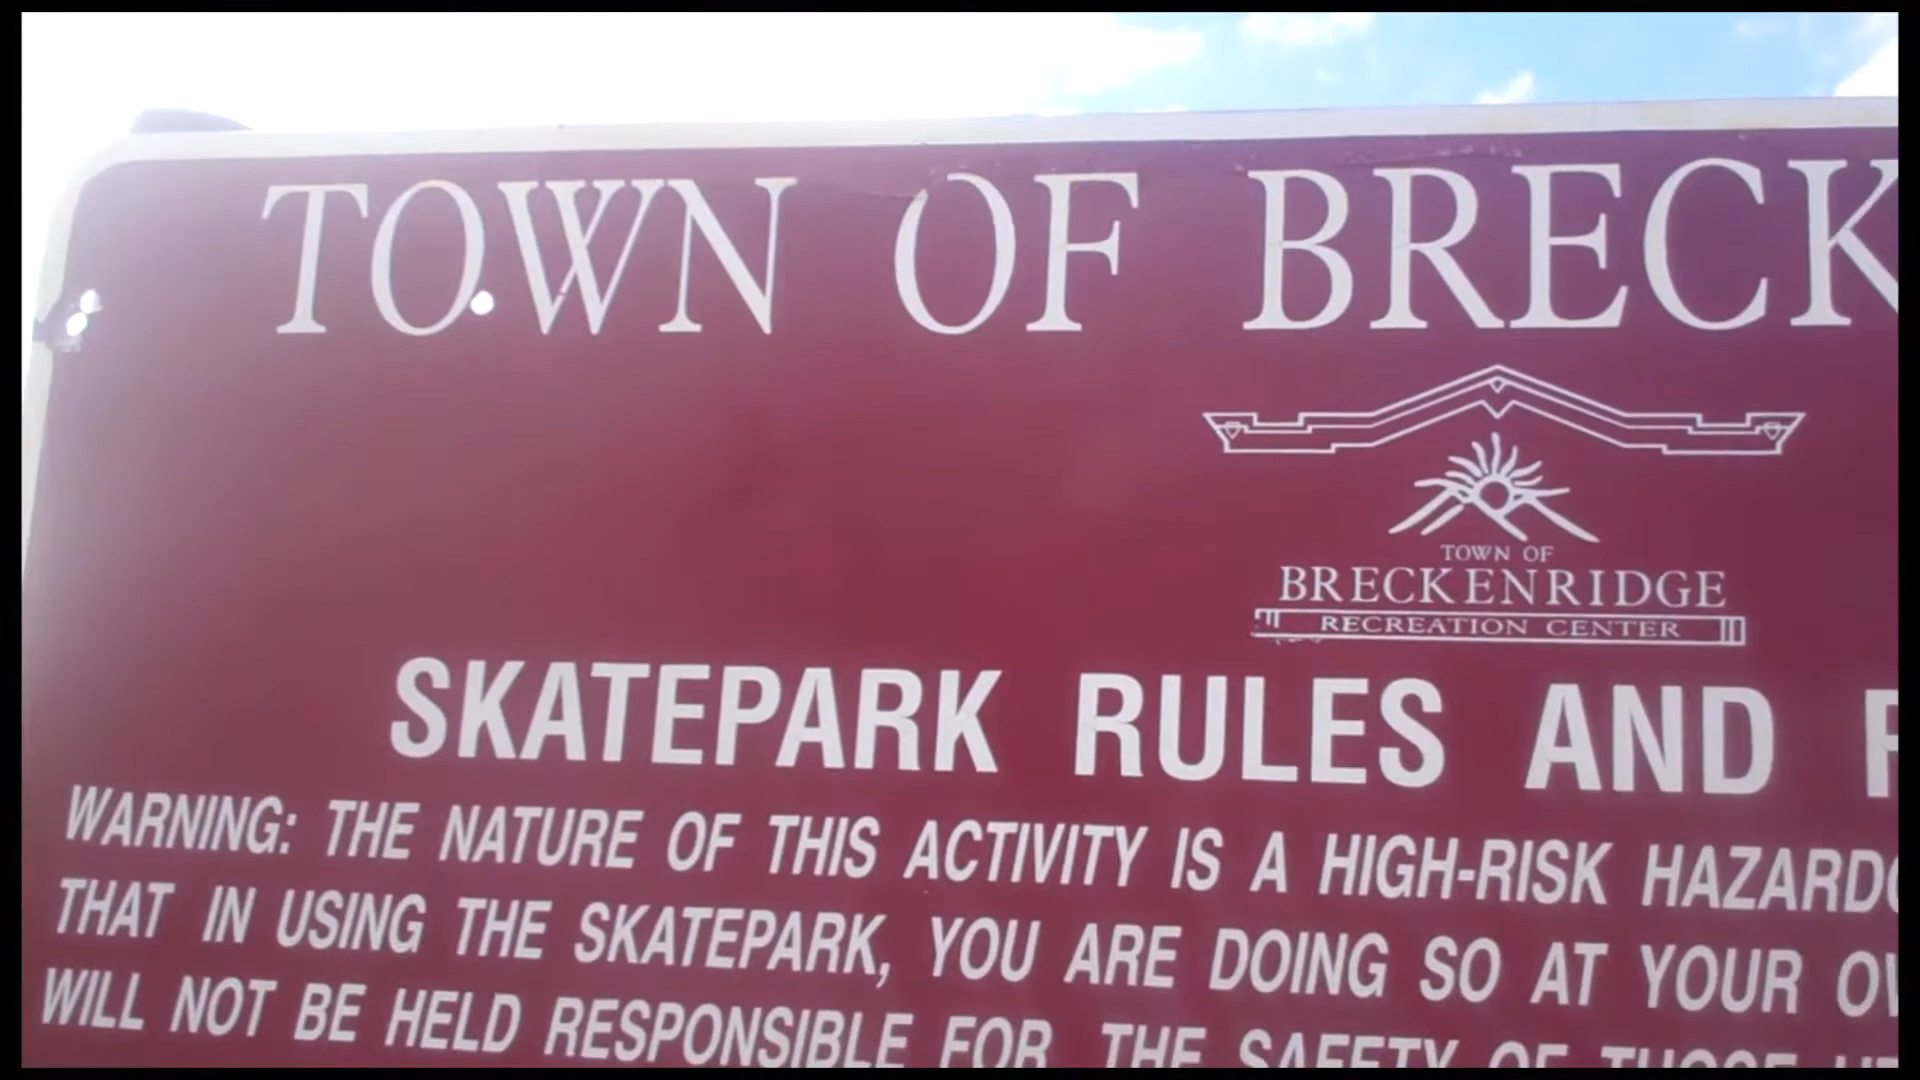 TOWN OF BRECK
TOWN OF
BRECKENRIDGE
RECREATION CENTER
SKATEPARK RULES AND
WARNING: THE NATURE OF THIS ACTIVITY IS A HIGH-RISK HAZARDO
THAT IN USING THE SKATEPARK, YOU ARE DOING SO AT YOUR OW
WILL NOT BE HELD RESPONSIBLE FOR THE SAFETY OF THOSE